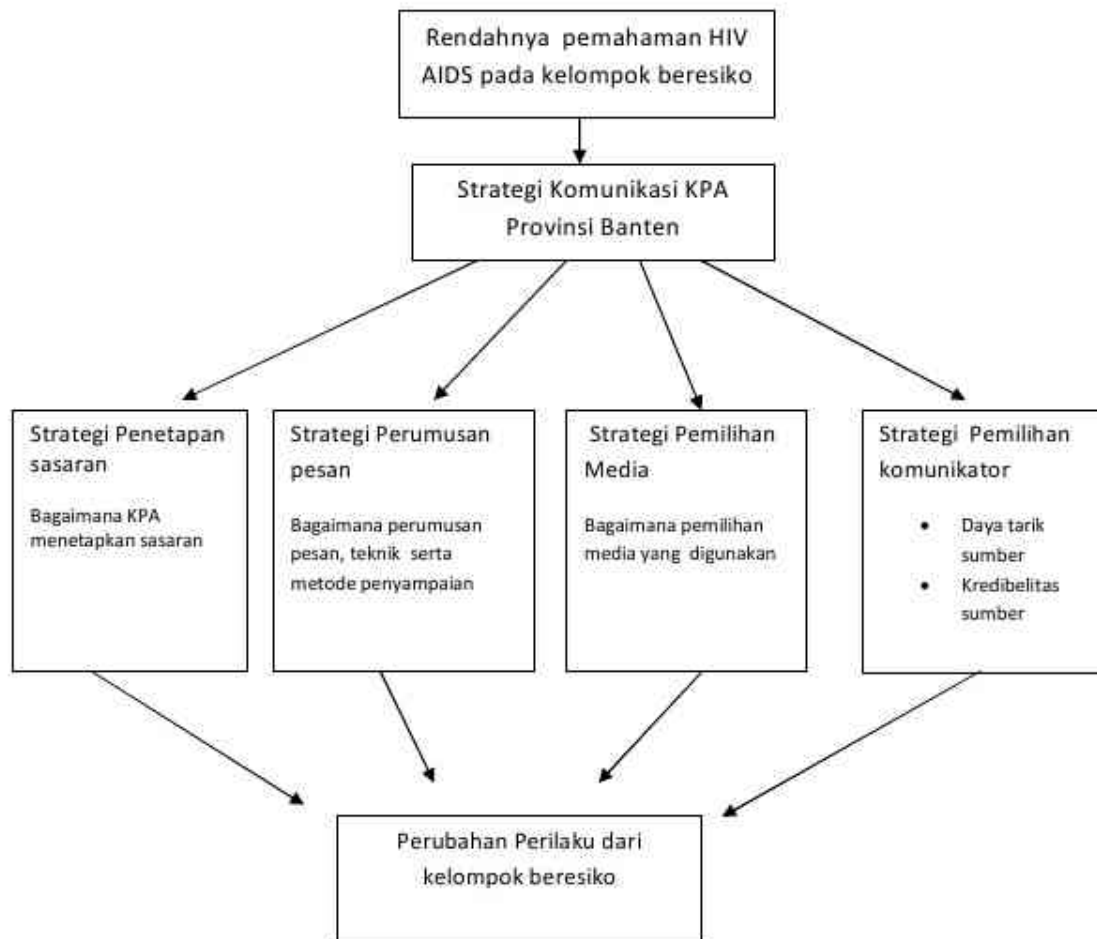 Rendahnya pemahaman HIV
AIDS pada kelompok beresiko
Strategi Komunikasi KPA
Provinsi Banten
Strategi Penetapan
sasaran
Bagaimana KPA
menetapkan sasaran
Strategi Perumusan
pesan
Bagaimana perumusan
pesan, teknik serta
metode penyampaian
Strategi Pemilihan
Media
Bagaimana pemilihan
media yang digunakan
Strategi Pemilihan
komunikator
• Daya tarik
sumber
• Kredibelitas
sumber
Perubahan Perilaku dari
kelompok beresiko